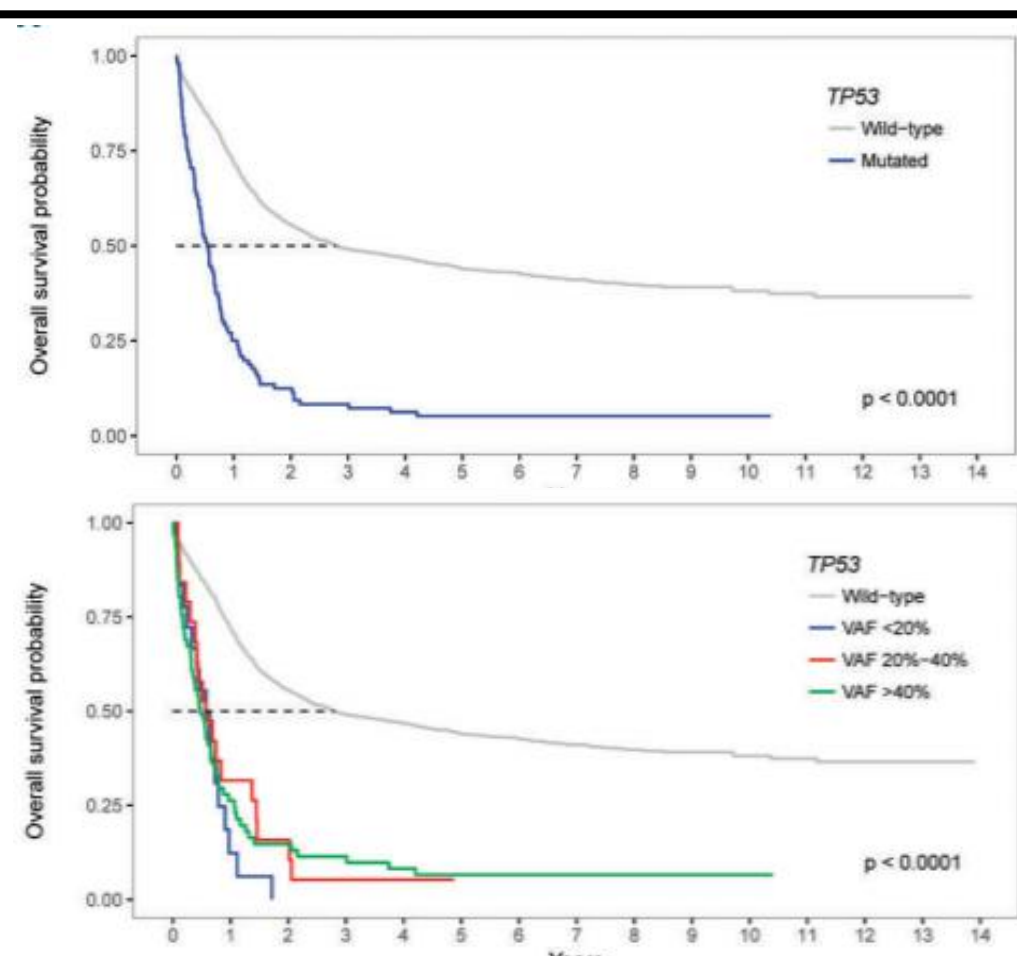 1.00
TP53
Wild-type
Mutated
0.75
0.50
0.25
0.00
Overall survival probability
p < 0.0001
0 1 2 3 4 5 6 7 8 9 10 11 12 13 14
1.00
TP53
Wild-type
VAF <20%
VAF 20%-40%
VAF >40%
0.75
0.50
0.25
0.00
Overall survival probability
p < 0.0001
0 1 2 3 4 5 6 7 8 9 10 11 12 13 14